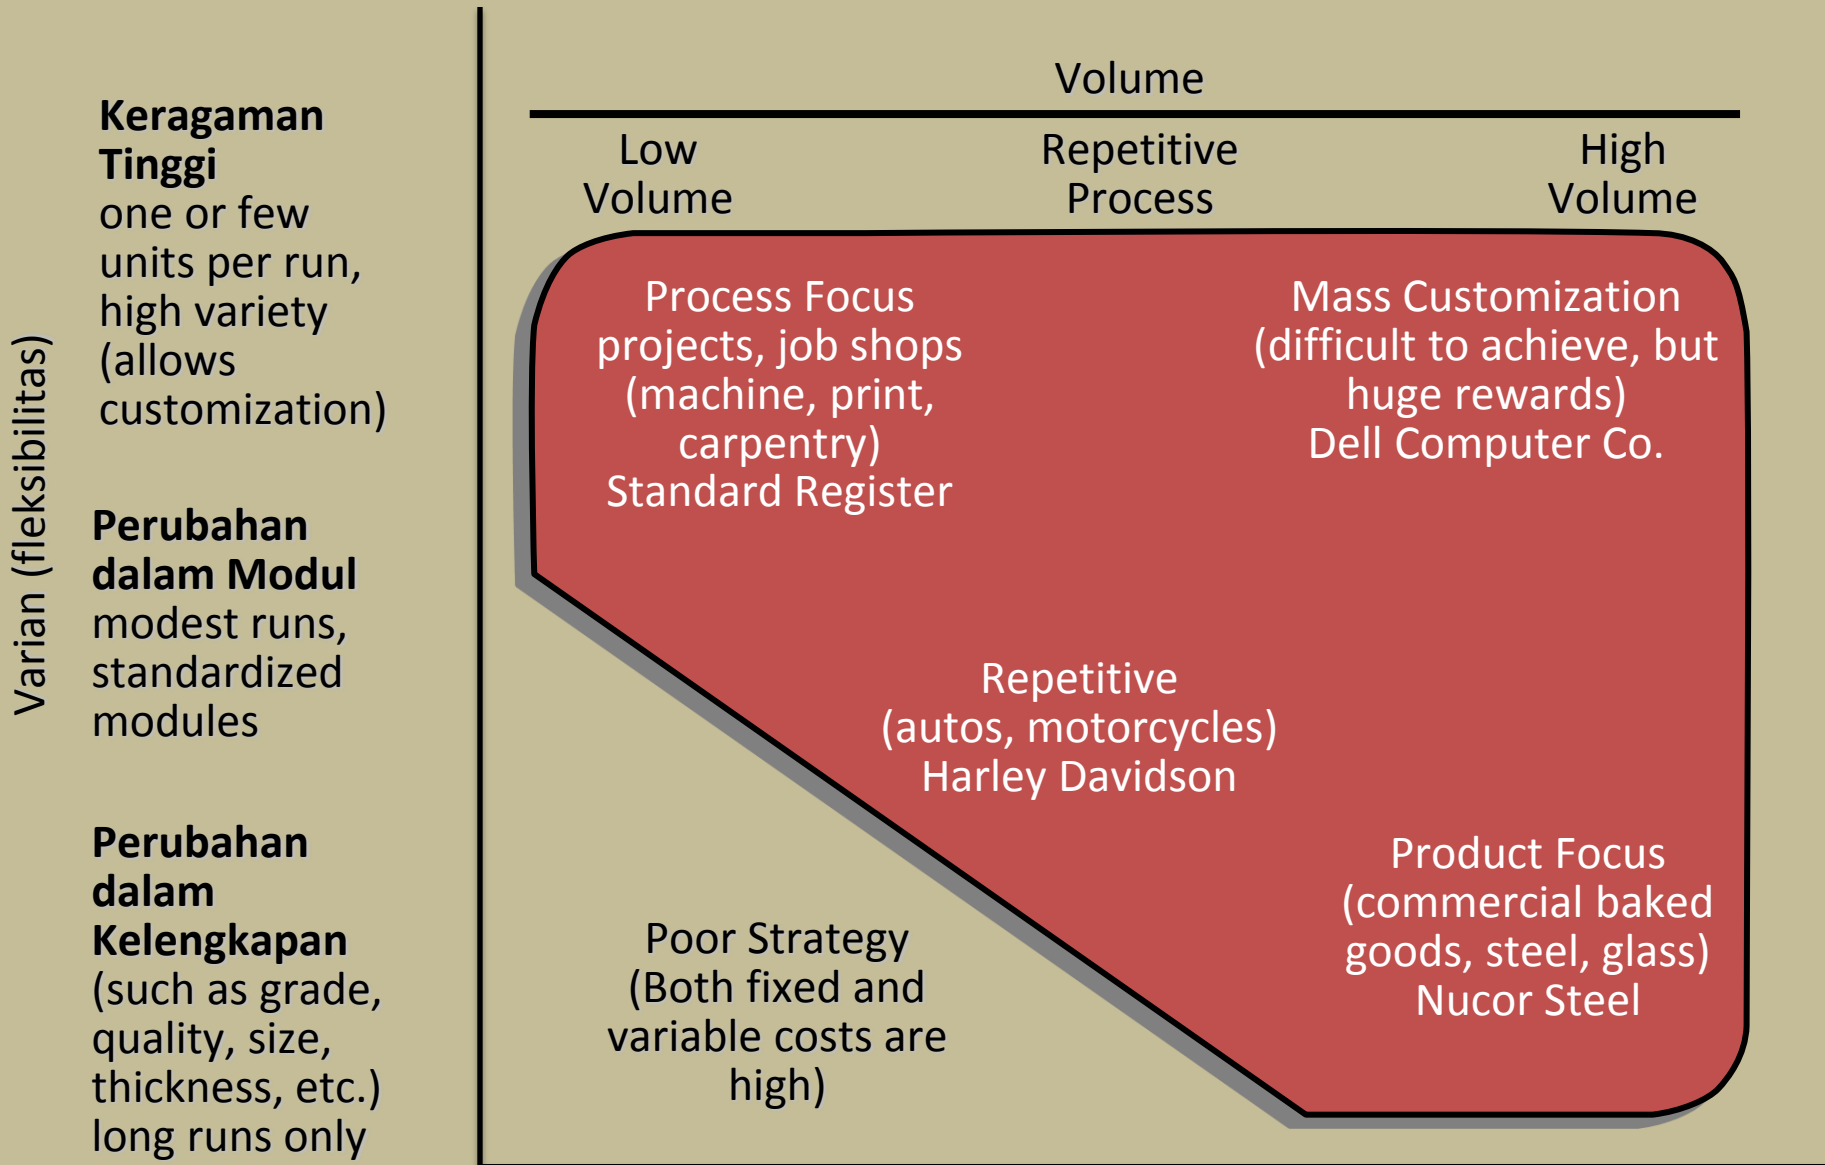 Varian (fleksibilitas)
Keragaman
Tinggi
one or few
units per run,
high variety
(allows
customization)
Perubahan
dalam Modul
modest runs,
standardized
modules
Perubahan
dalam
Kelengkapan
(such as grade,
quality, size,
thickness, etc.)
long runs only
Volume
Low
Volume
Repetitive
Process
High
Volume
Process Focus
projects, job shops
(machine, print,
carpentry)
Standard Register
Mass Customization
(difficult to achieve, but
huge rewards)
Dell Computer Co.
Repetitive
(autos, motorcycles)
Harley Davidson
Product Focus
(commercial baked
goods, steel, glass)
Nucor Steel
Poor Strategy
(Both fixed and
variable costs are
high)